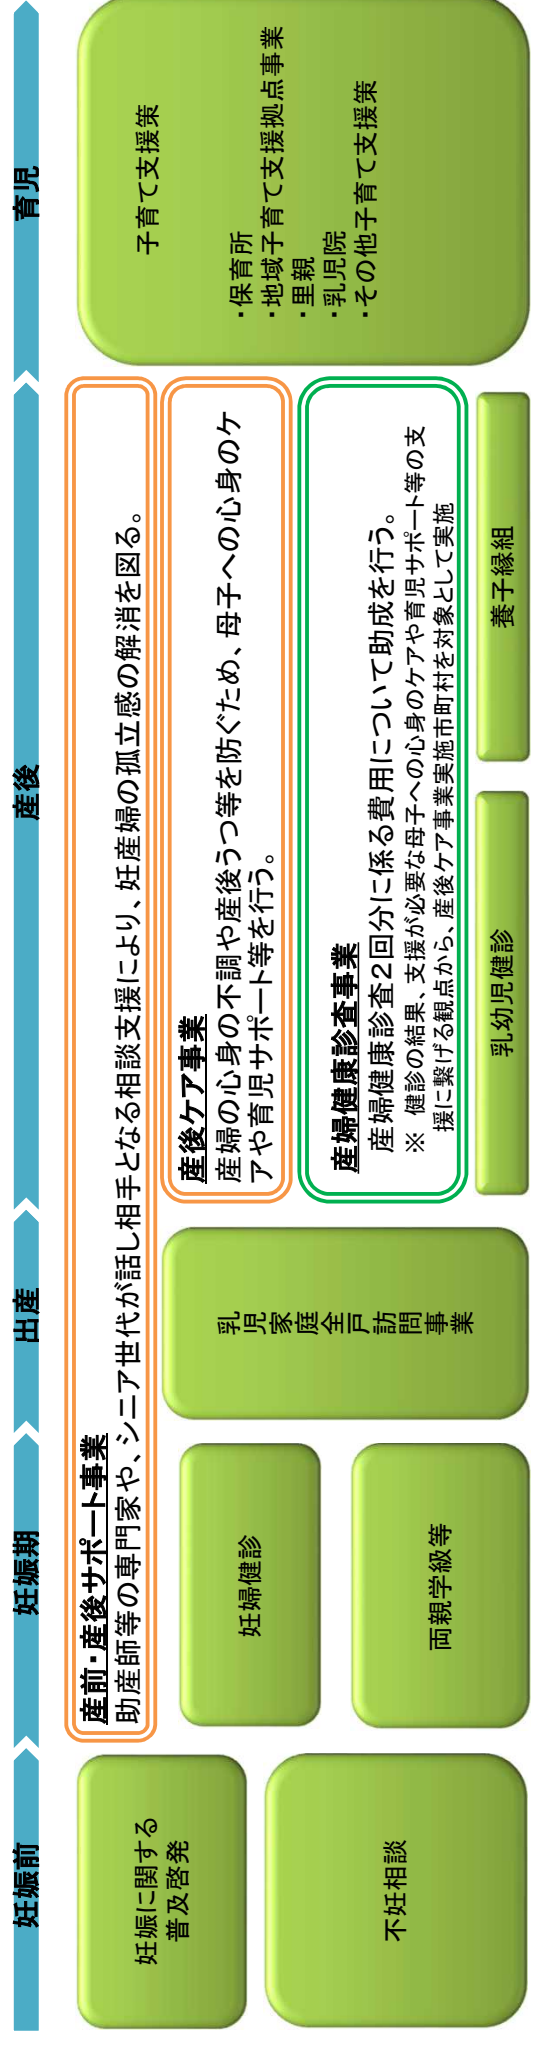 妊娠前
妊娠期
出産
産後
育児
妊娠に関する
普及啓発
不妊相談
産前・産後サポート事業
助産師等の専門家や、シニア世代が話し相手となる相談支援により、妊産婦の孤立感の解消を図る。
妊婦健診
両親学級等
乳児家庭全戸訪問事業
産後ケア事業
産婦の心身の不調や産後うつ等を防ぐため、母子への心身のケ
アや育児サポート等を行う。
産婦健康診査事業
産婦健康診査２回分に係る費用について助成を行う。
※ 健診の結果、支援が必要な母子への心身のケアや育児サポート等の支
援に繋げる観点から、産後ケア事業実施市町村を対象として実施
乳幼児健診
養子縁組
子育て支援策
・保育所
・地域子育て支援拠点事業
・里親
・乳児院
・その他子育て支援策